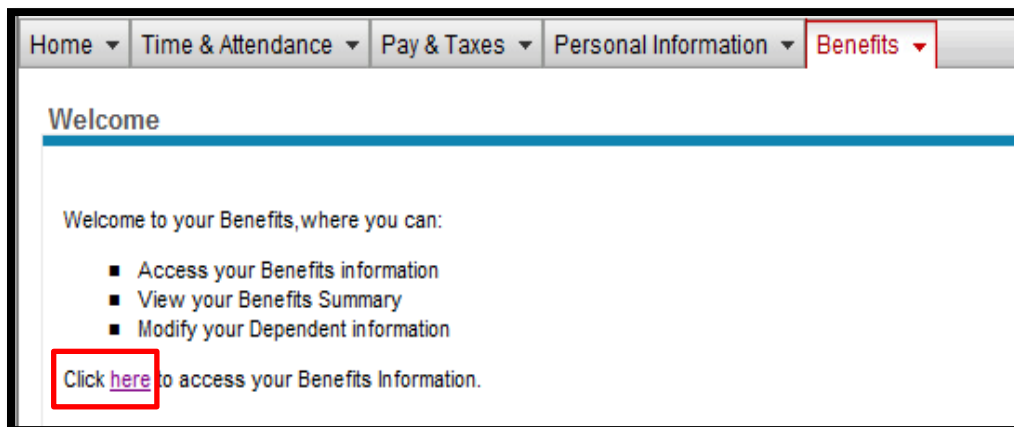 Home Time & Attendance Pay & Taxes Personal Information Benefits
Welcome
Welcome to your Benefits, where you can:
Access your Benefits information
View your Benefits Summary
Modify your Dependent information
Click here to access your Benefits Information.